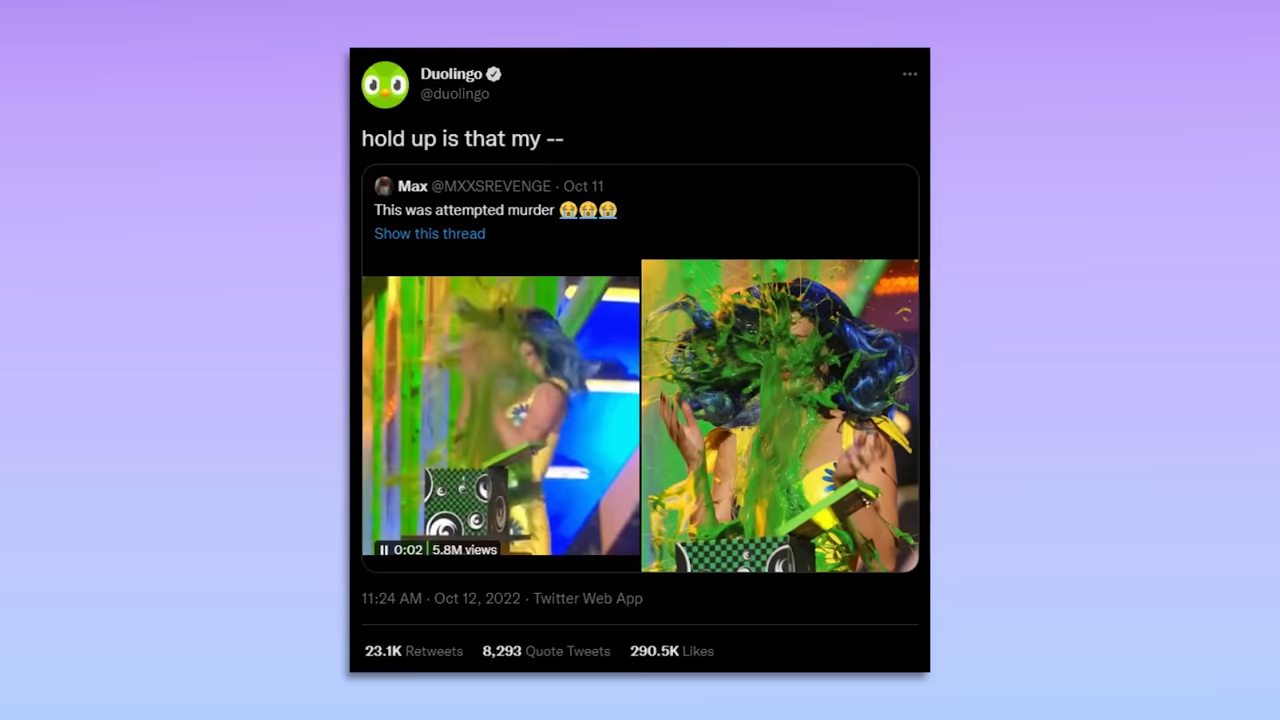 Duolingo
@duolingo
hold up is that my --
Max @MXXSREVENGE · Oct 11
This was attempted murder 😭😭😭
Show this thread
0:02 5.8M views
11:24 AM · Oct 12, 2022 · Twitter Web App
23.1K Retweets 8,293 Quote Tweets 290.5K Likes